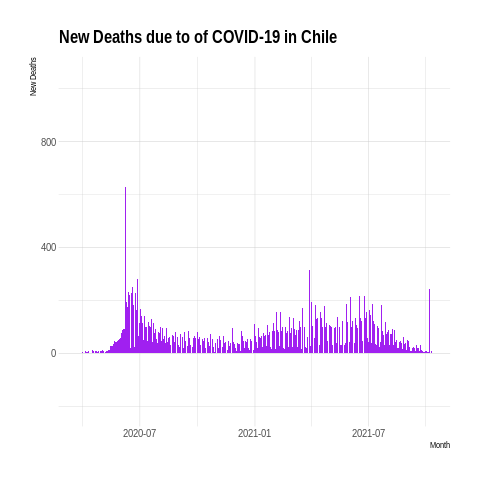 New Deaths due to of COVID-19 in Chile
New Deaths
800
400
0
2020-07
2021-01
2021-07
Month